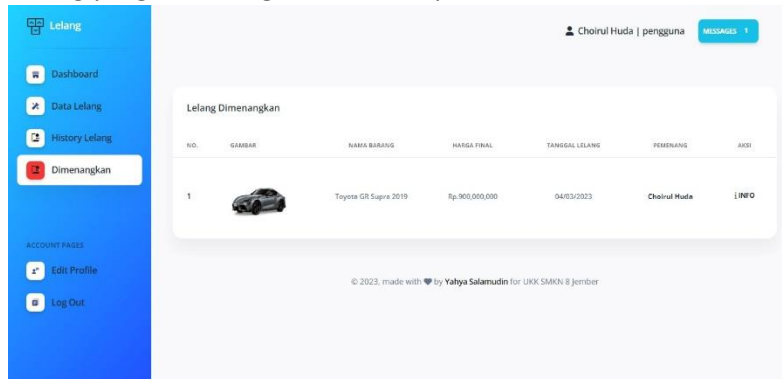 Lelang
Choirul Huda | pengguna
MESSAGES 1
Dashboard
Data Lelang
History Lelang
Dimenangkan
ACCOUNT PAGES
Edit Profile
Log Out
Lelang Dimenangkan
NO. GAMBAR NAMA BARANG HARGA FINAL TANGGAL LELANG PEMENANG AKSI
1 Toyota GR Supra 2019 Rp.900,000,000 04/03/2023 Choirul Huda INFO
© 2023, made with by Yahya Salamudin for UKK SMKN 8 Jember